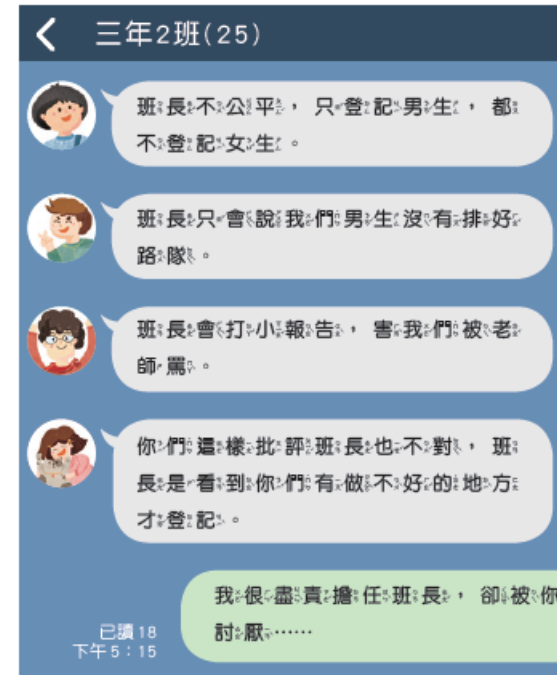 三年2班(25)
班長不公平，只登記男生，都
不登記女生。
班長只會說我們男生沒有排好
路隊。
班長會打小報告，害我們被老
師罵。
你們這樣批評班長也不對，班
長是看到你們有做不好的地方
才登記。
我很盡責擔任班長，卻被你
討厭……
已讀18
下午5：15